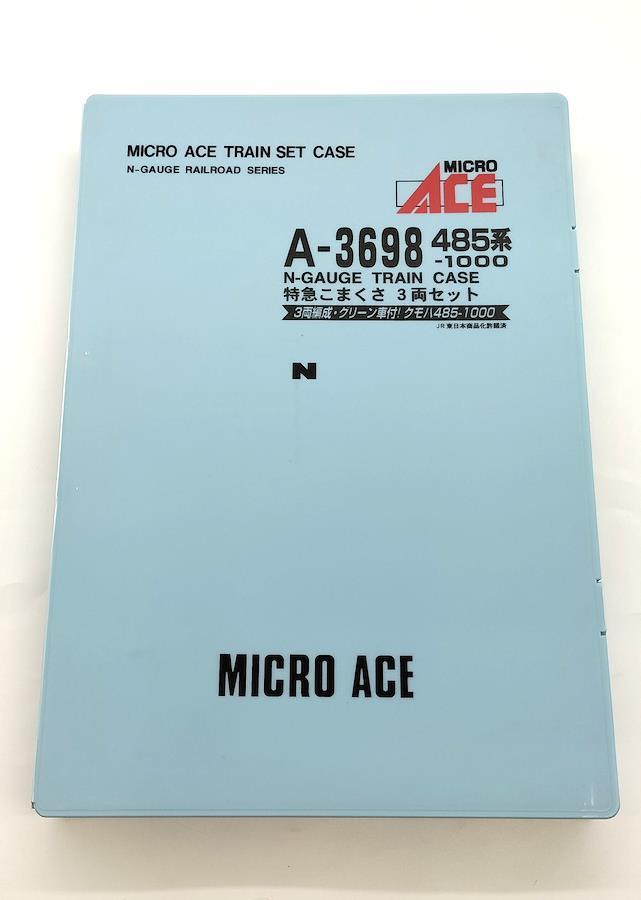 MICRO ACE TRAIN SET CASE
N-GAUGE RAILROAD SERIES
MICRO
ACE
A-3698 485系
-1000
N-GAUGE TRAIN CASE
特急こまくさ 3両セット
3両編成・グリーン車付! クモハ485-1000
JR東日本商品化許諾済
N
MICRO ACE